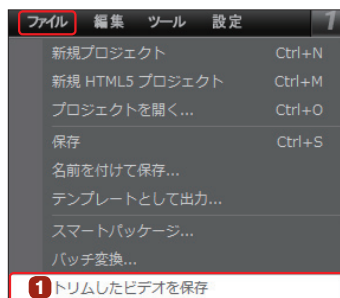 ファイル 編集 ツール 設定 1
新規プロジェクト Ctrl+N
新規 HTML5 プロジェクト Ctrl+M
プロジェクトを開く... Ctrl+O
保存 Ctrl+S
名前を付けて保存...
テンプレートとして出力...
スマートパッケージ...
バッチ変換...
1 トリムしたビデオを保存